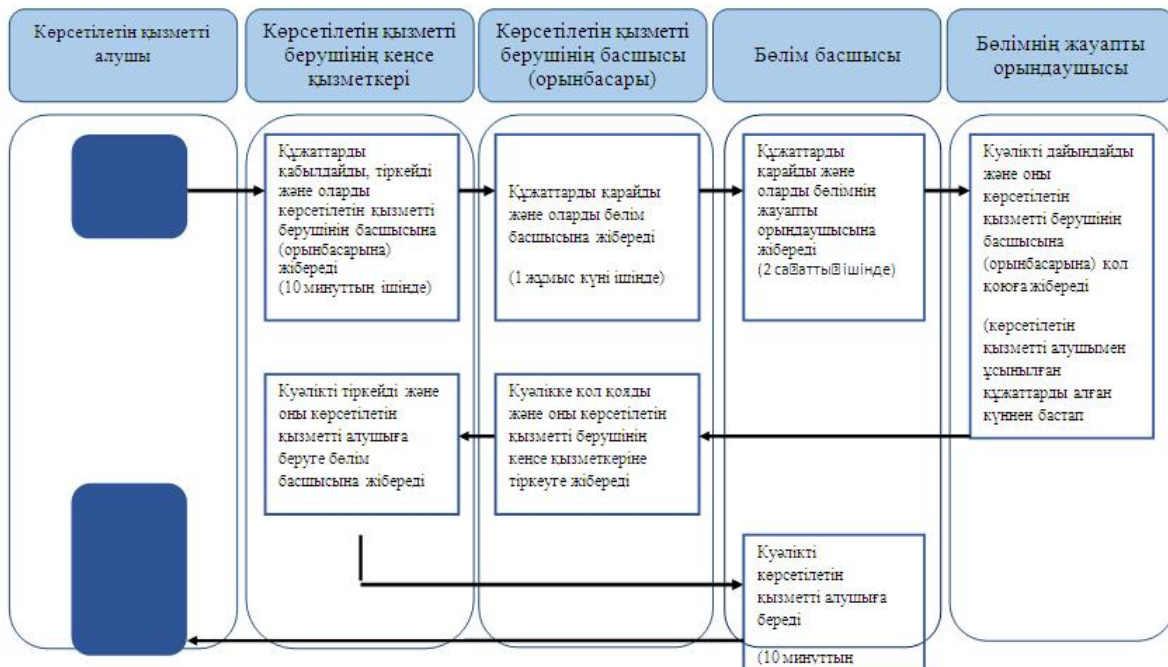 Көрсетілетін қызметті
алушы
Көрсетілетін қызметті
берушінің кеңсе
қызметкері
Көрсетілетін қызметті
берушінің басшысы
(орынбасары)
Бөлім басшысы
Бөлімнің жауапты
орындаушысы
Құжаттарды
қабылдайды, тіркейді
және оларды
көрсетілетін қызметті
берушінің басшысына
(орынбасарына)
жібереді
(10 минуттың ішінде)
Құжаттарды қарайды
және оларды бөлім
басшысына жібереді
(1 жұмыс күні ішінде)
Құжаттарды
қарайды және
оларды бөлімнің
жауапты
орындаушысына
жібереді
(2 са□атты□ ішінде)
Куәлікті дайындайды
және оны
көрсетілетін
қызметті берушінің
басшысына
(орынбасарына) қол
қоюға жібереді
(көрсетілетін
қызметті алушымен
ұсынылған
құжаттарды алған
күннен бастап
Куәлікті тіркейді және
оны көрсетілетін
қызметті алушыға
беруге бөлім
басшысына жібереді
Куәлікке қол қояды
және оны көрсетілетін
қызметті берушінің
кеңсе қызметкеріне
тіркеуге жібереді
Куәлікті
көрсетілетін
қызметті алушыға
береді
(10 минуттың